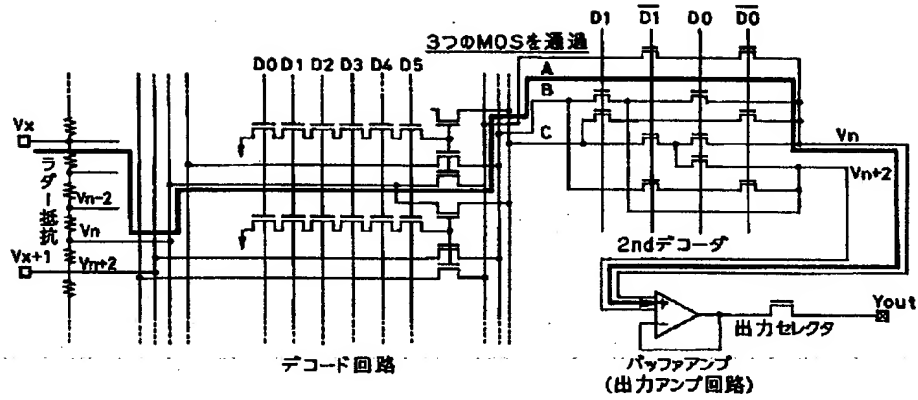 D1 D̅1̅ D0 D̅0̅
3つのMOSを通過
D0 D1 D2 D3 D4 D5
A
B
C
Vx
ラダー抵抗
Vn-2
Vn
Vx+1
Vn+2
Vn
Vn+2
2ndデコーダ
+
−
Yout
出力セレクタ
デコード回路
バッファアンプ
(出力アンプ回路)